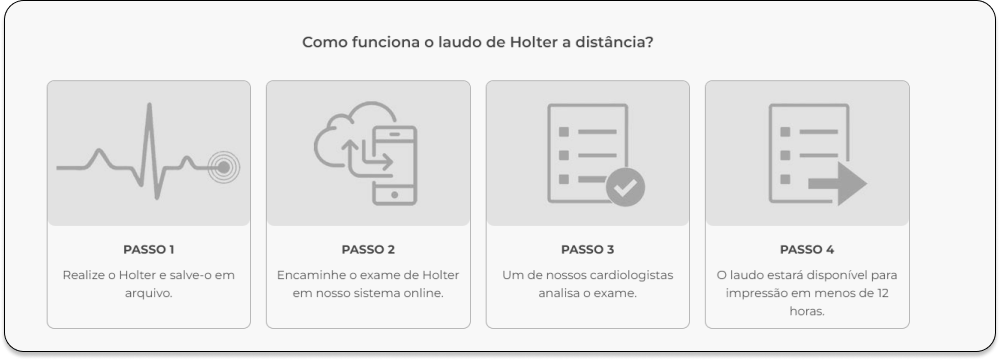 Como funciona o laudo de Holter a distância?
PASSO 1
Realize o Holter e salve-o em
arquivo.
PASSO 2
Encaminhe o exame de Holter
em nosso sistema online.
PASSO 3
Um de nossos cardiologistas
analisa o exame.
PASSO 4
O laudo estará disponível para
impressão em menos de 12
horas.